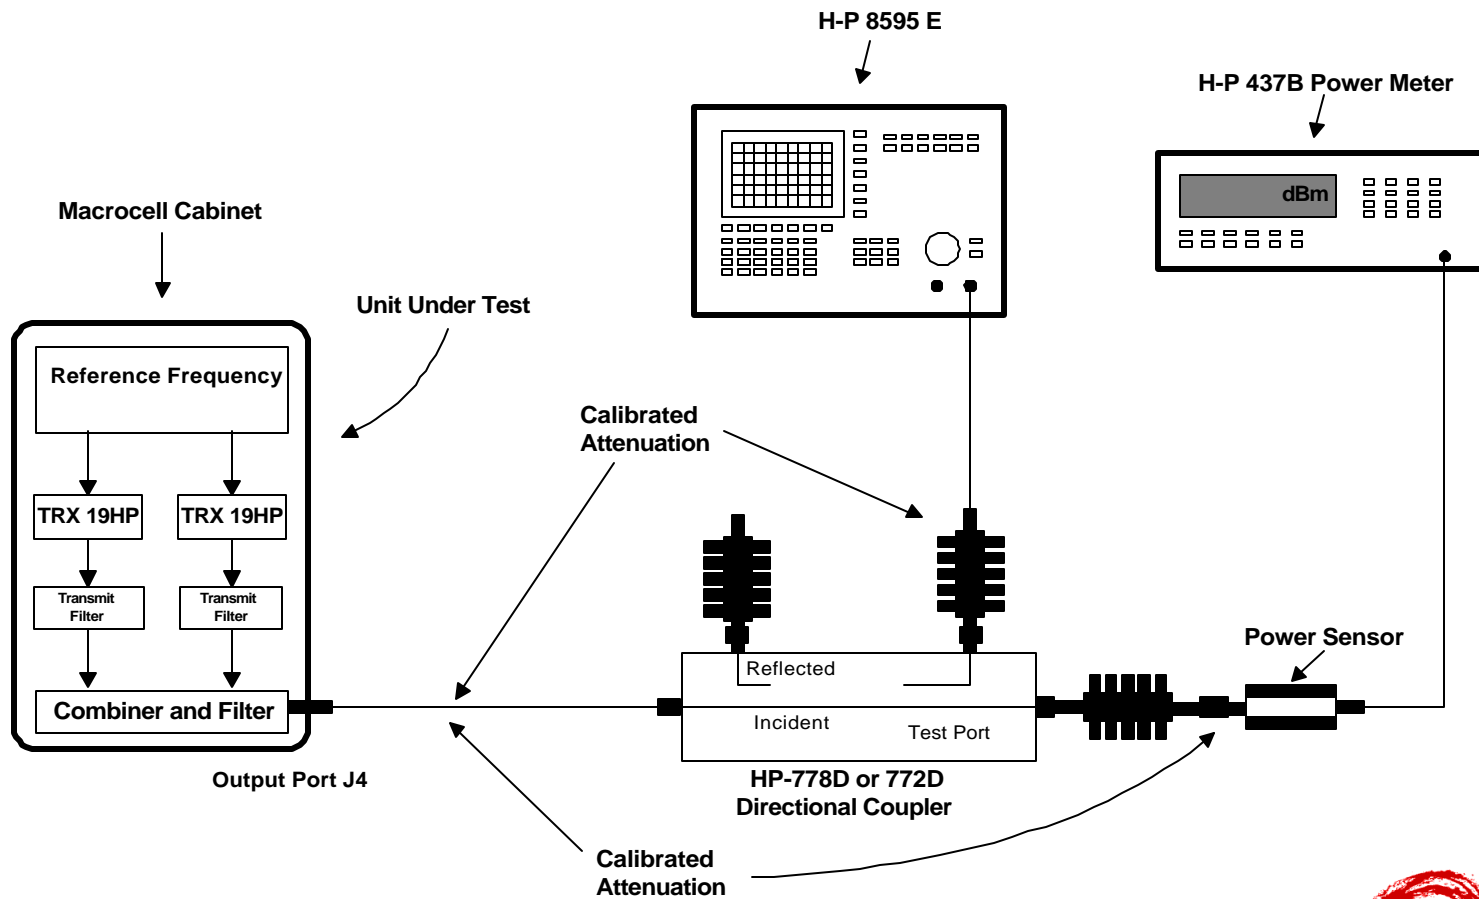 H-P 8595 E
H-P 437B Power Meter
dBm
Macrocell Cabinet
Unit Under Test
Reference Frequency
Calibrated
Attenuation
TRX 19HP
TRX 19HP
Transmit
Filter
Transmit
Filter
Combiner and Filter
Output Port J4
Reflected
Incident
Test Port
Power Sensor
HP-778D or 772D
Directional Coupler
Calibrated
Attenuation